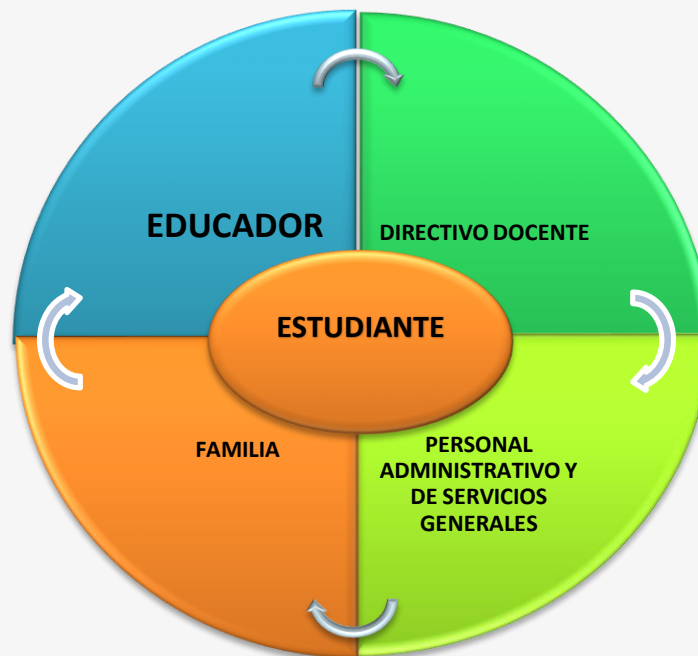 EDUCADOR
DIRECTIVO DOCENTE
ESTUDIANTE
FAMILIA
PERSONAL
ADMINISTRATIVO Y
DE SERVICIOS
GENERALES